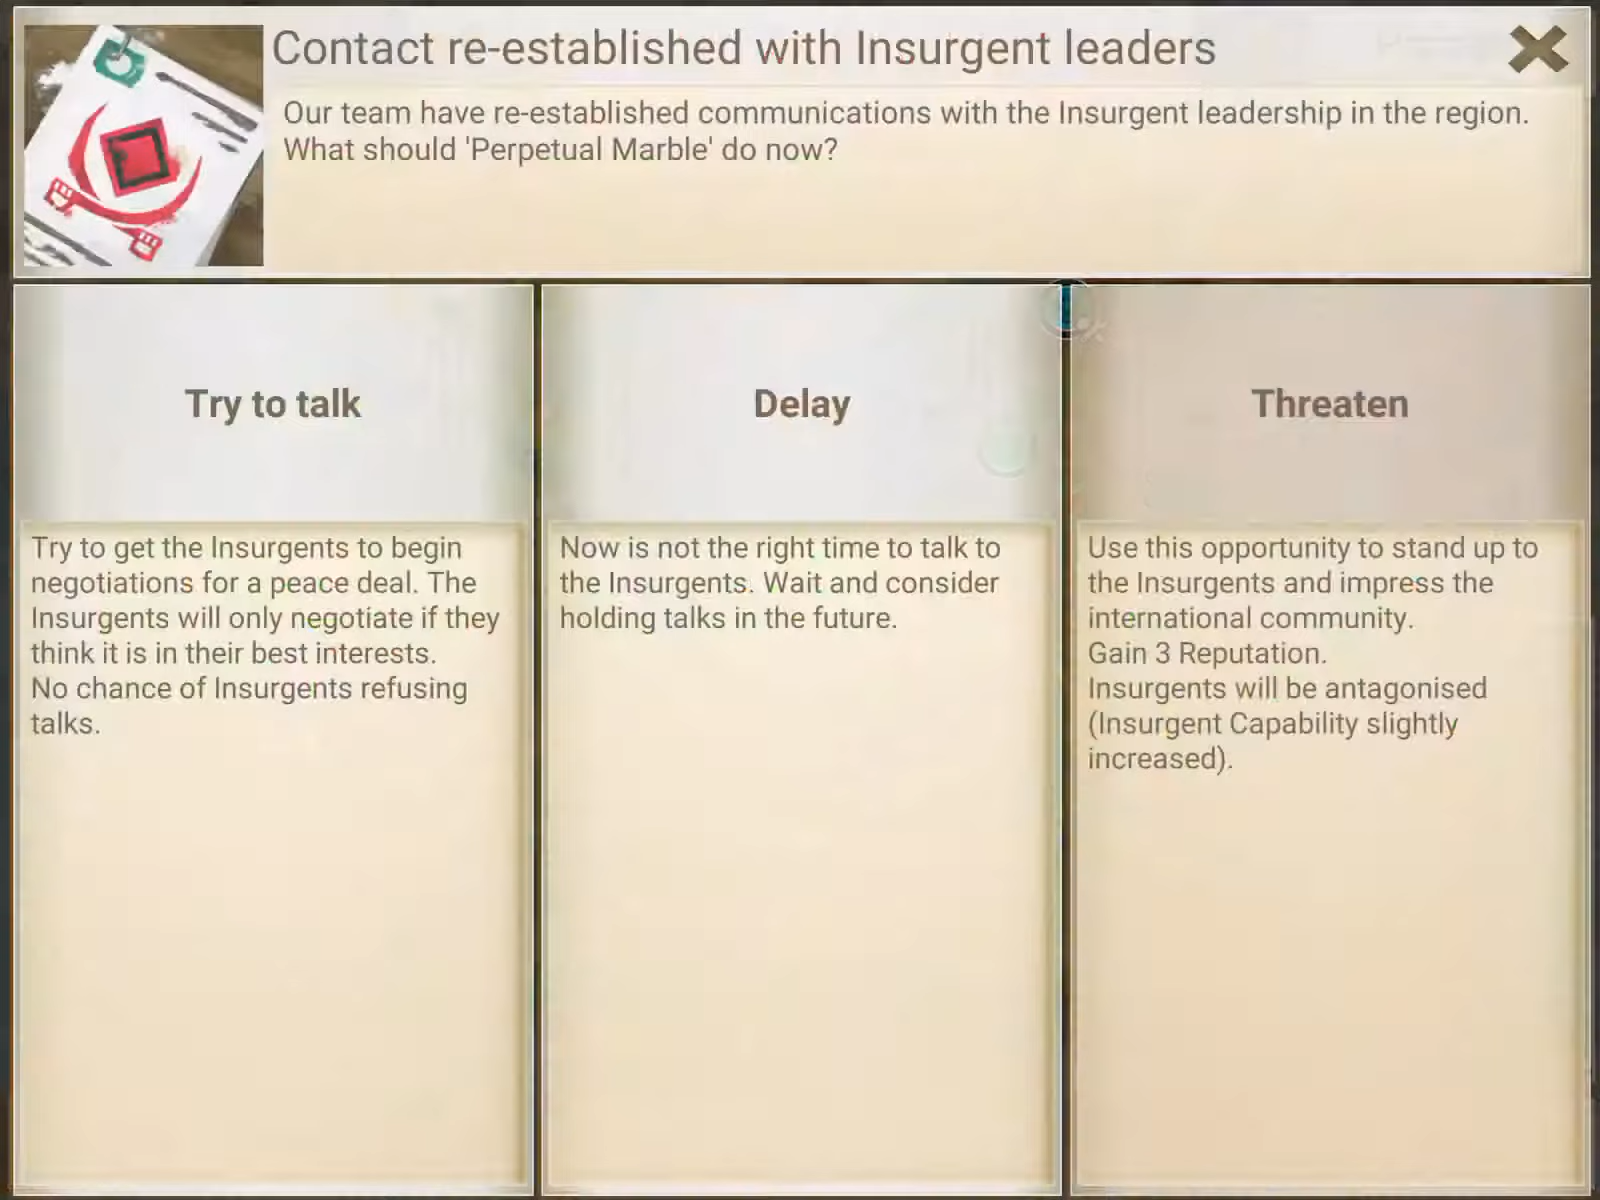 Contact re-established with Insurgent leaders
Our team have re-established communications with the Insurgent leadership in the region.
What should 'Perpetual Marble' do now?
Try to talk
Try to get the Insurgents to begin
negotiations for a peace deal. The
Insurgents will only negotiate if they
think it is in their best interests.
No chance of Insurgents refusing
talks.
Delay
Now is not the right time to talk to
the Insurgents. Wait and consider
holding talks in the future.
Threaten
Use this opportunity to stand up to
the Insurgents and impress the
international community.
Gain 3 Reputation.
Insurgents will be antagonised
(Insurgent Capability slightly
increased).